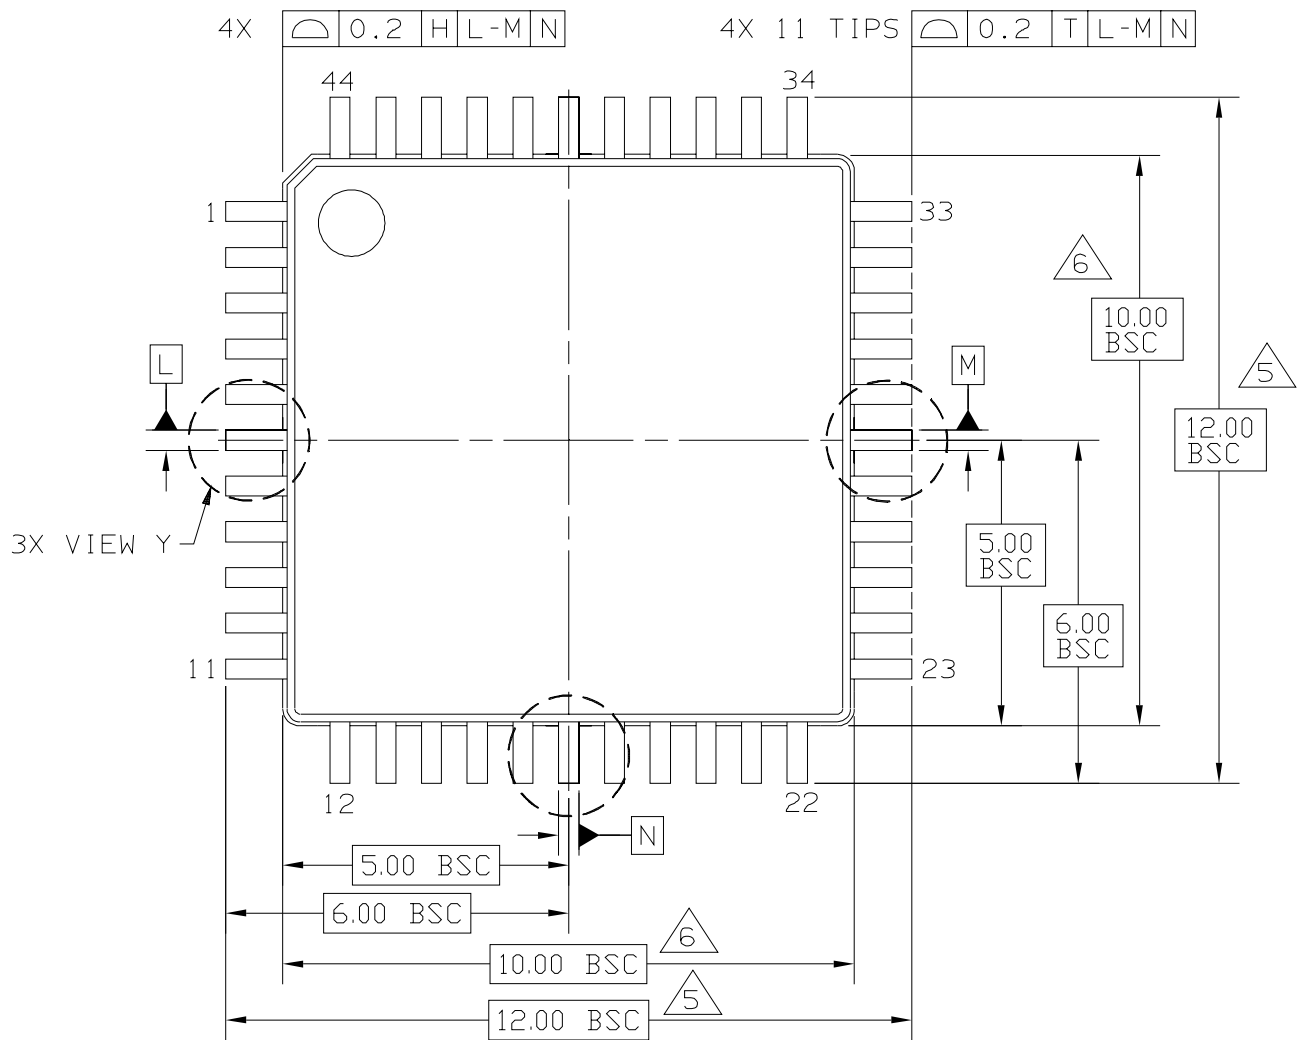 4X ⌓ 0.2 H L-M N
4X 11 TIPS ⌓ 0.2 T L-M N
44
34
1
33
6
10.00
BSC
L
M
5
12.00
BSC
3X VIEW Y
5.00
BSC
6.00
BSC
11
23
12
22
N
5.00 BSC
6.00 BSC
6
10.00 BSC
5
12.00 BSC